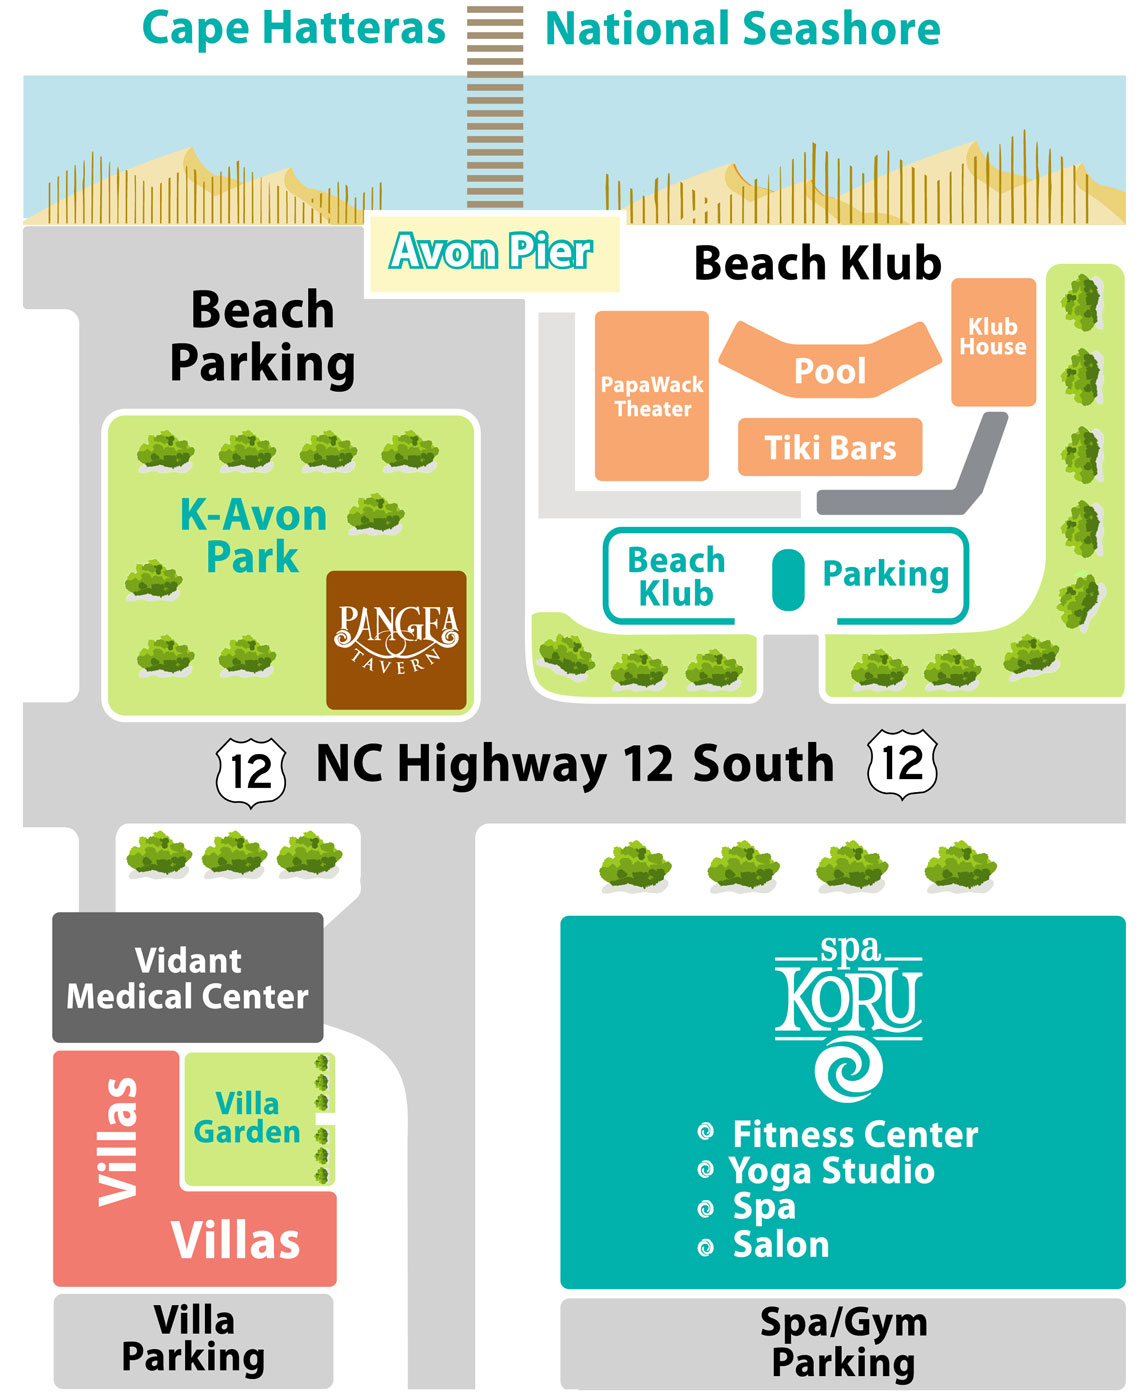 Cape Hatteras
National Seashore
Avon Pier
Beach Klub
Beach
Parking
PapaWack
Theater
Pool
Klub
House
Tiki Bars
K-Avon
Park
PANGEA
TAVERN
Beach
Klub
Parking
12
NC Highway 12 South
12
Vidant
Medical Center
Villas
Villa
Garden
Villas
Villa
Parking
spa
KORU
Fitness Center
Yoga Studio
Spa
Salon
Spa/Gym
Parking